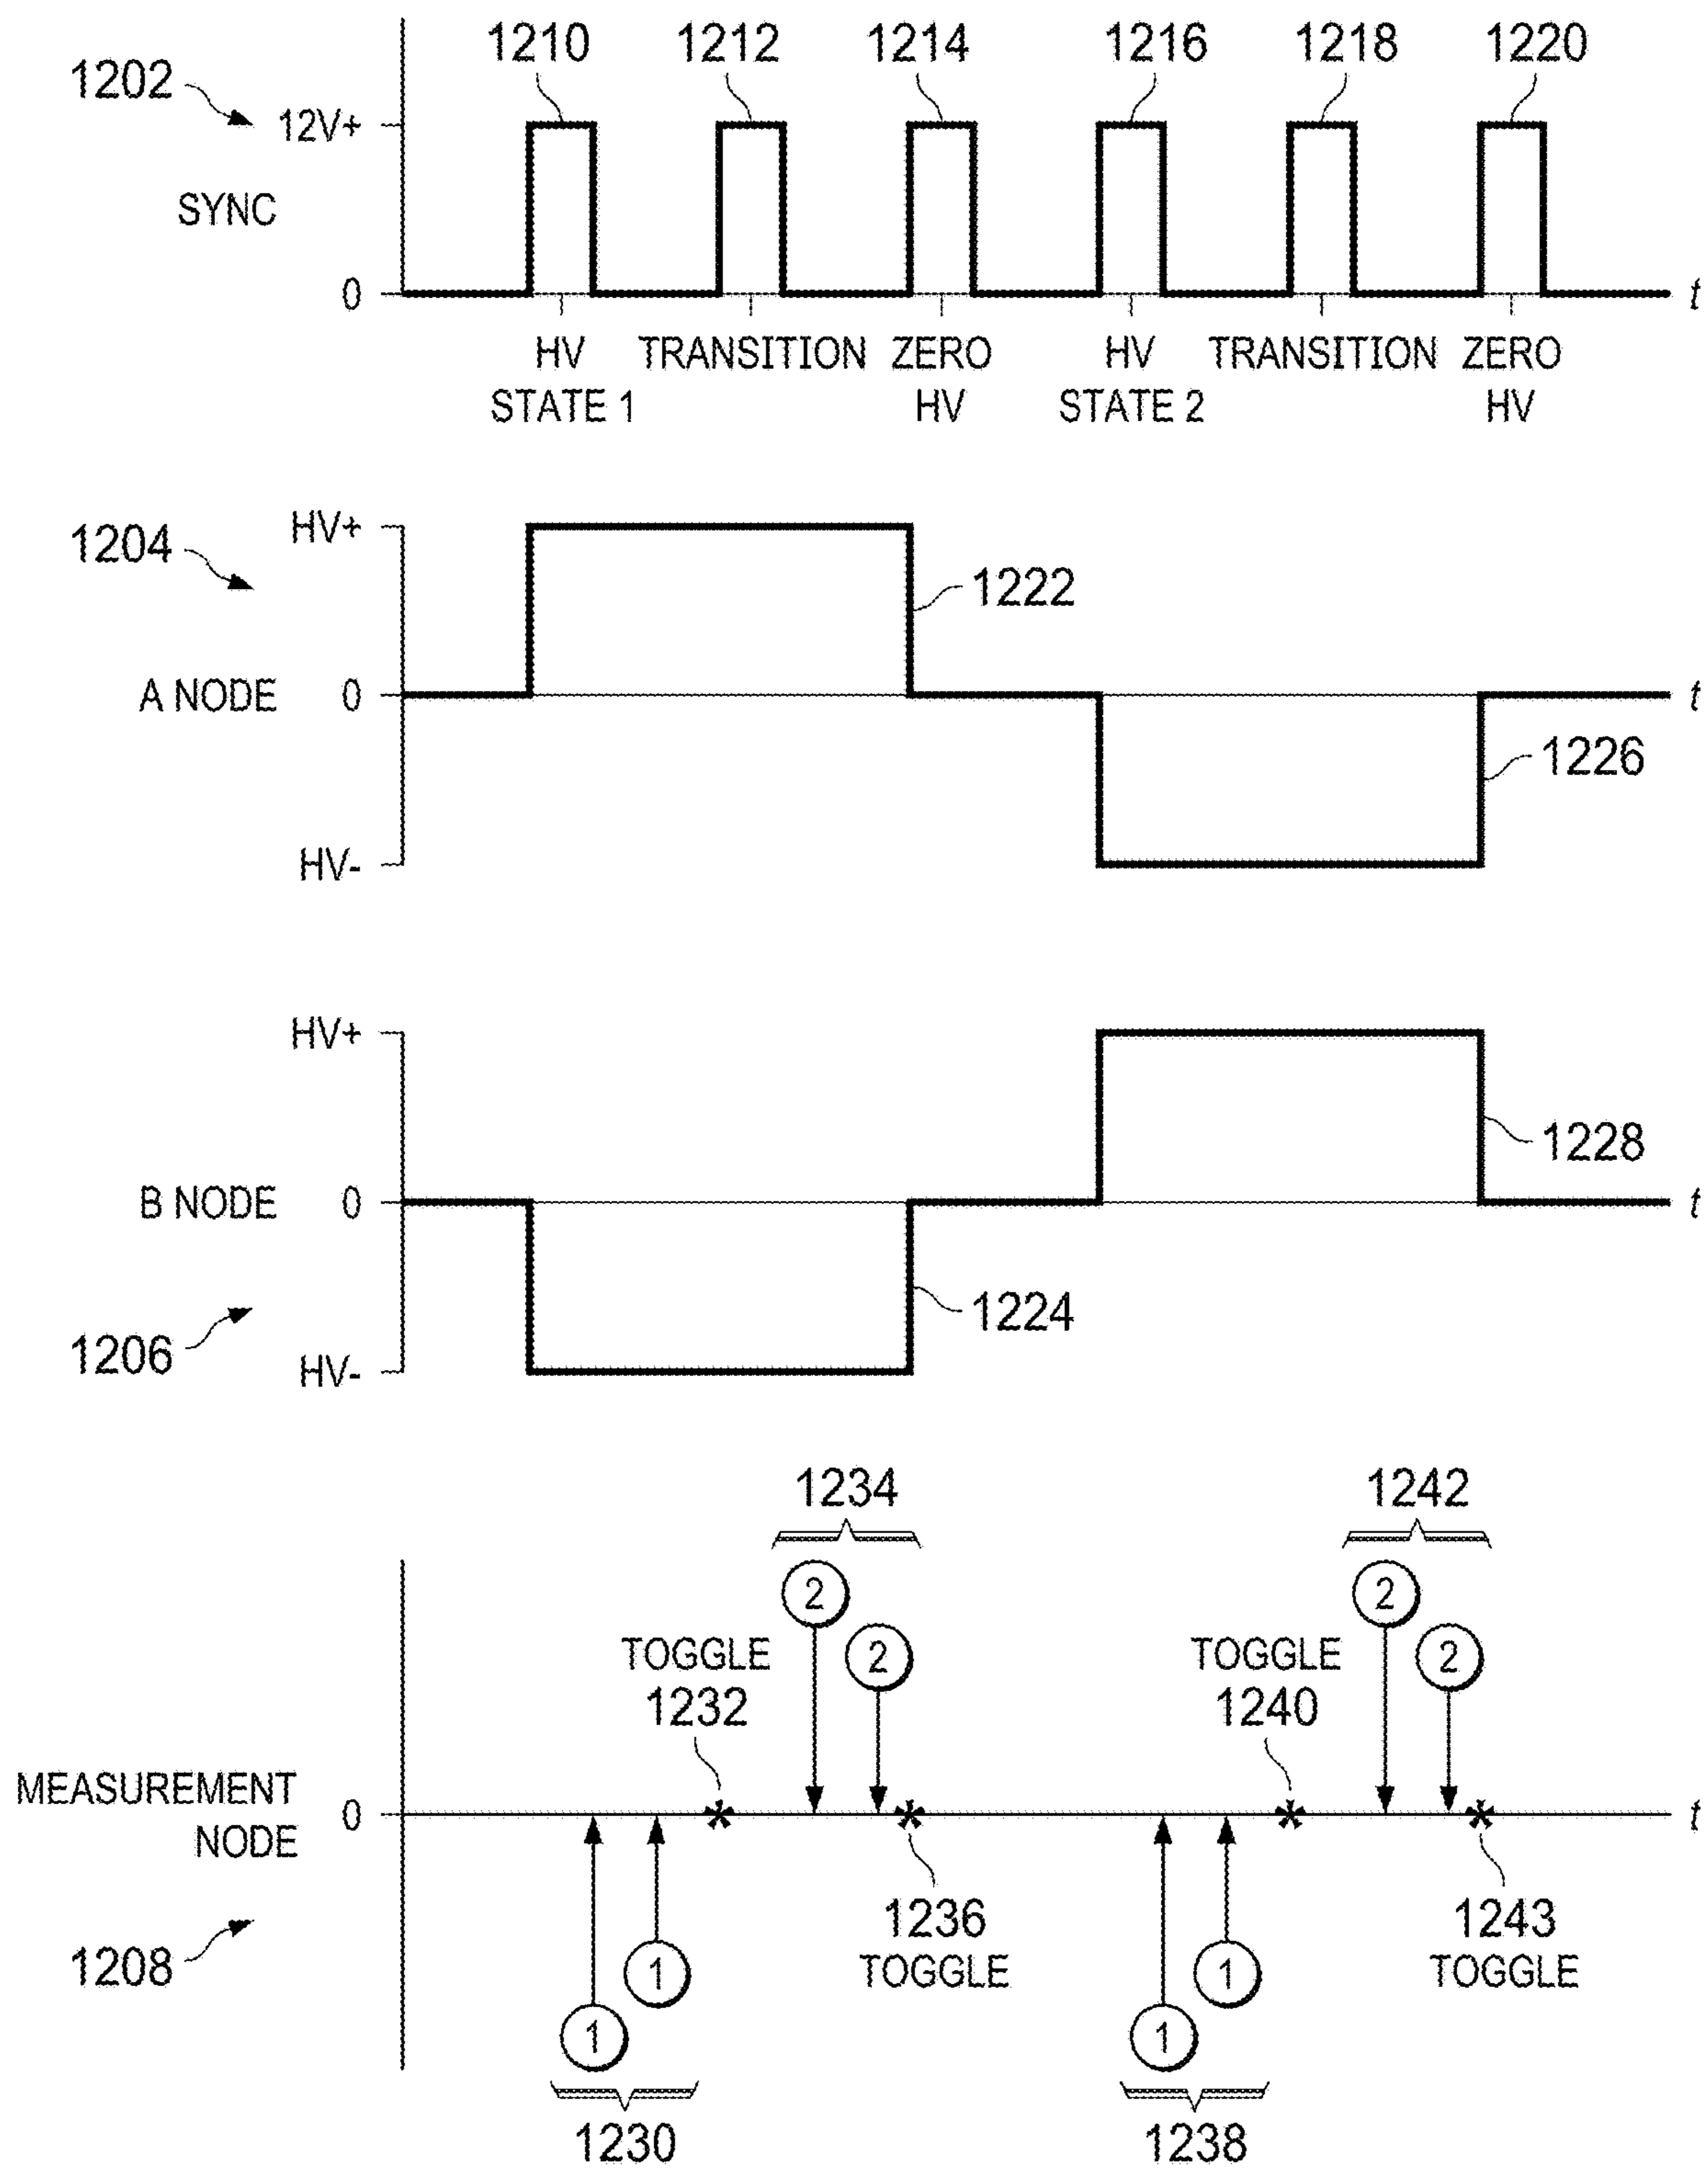 1210 1212 1214 1216 1218 1220
1202
12V+
SYNC
0
t
HV TRANSITION ZERO HV TRANSITION ZERO
STATE 1 HV STATE 2 HV
1204
HV+
1222
A NODE 0 t
1226
HV-
HV+
1228
B NODE 0 t
1224
1206
HV-
1234 1242
2 2
TOGGLE 2 TOGGLE 2
1232 1240
MEASUREMENT
NODE
0 * * * * t
1236 1243
TOGGLE TOGGLE
1208
1 1
1 1
1230 1238